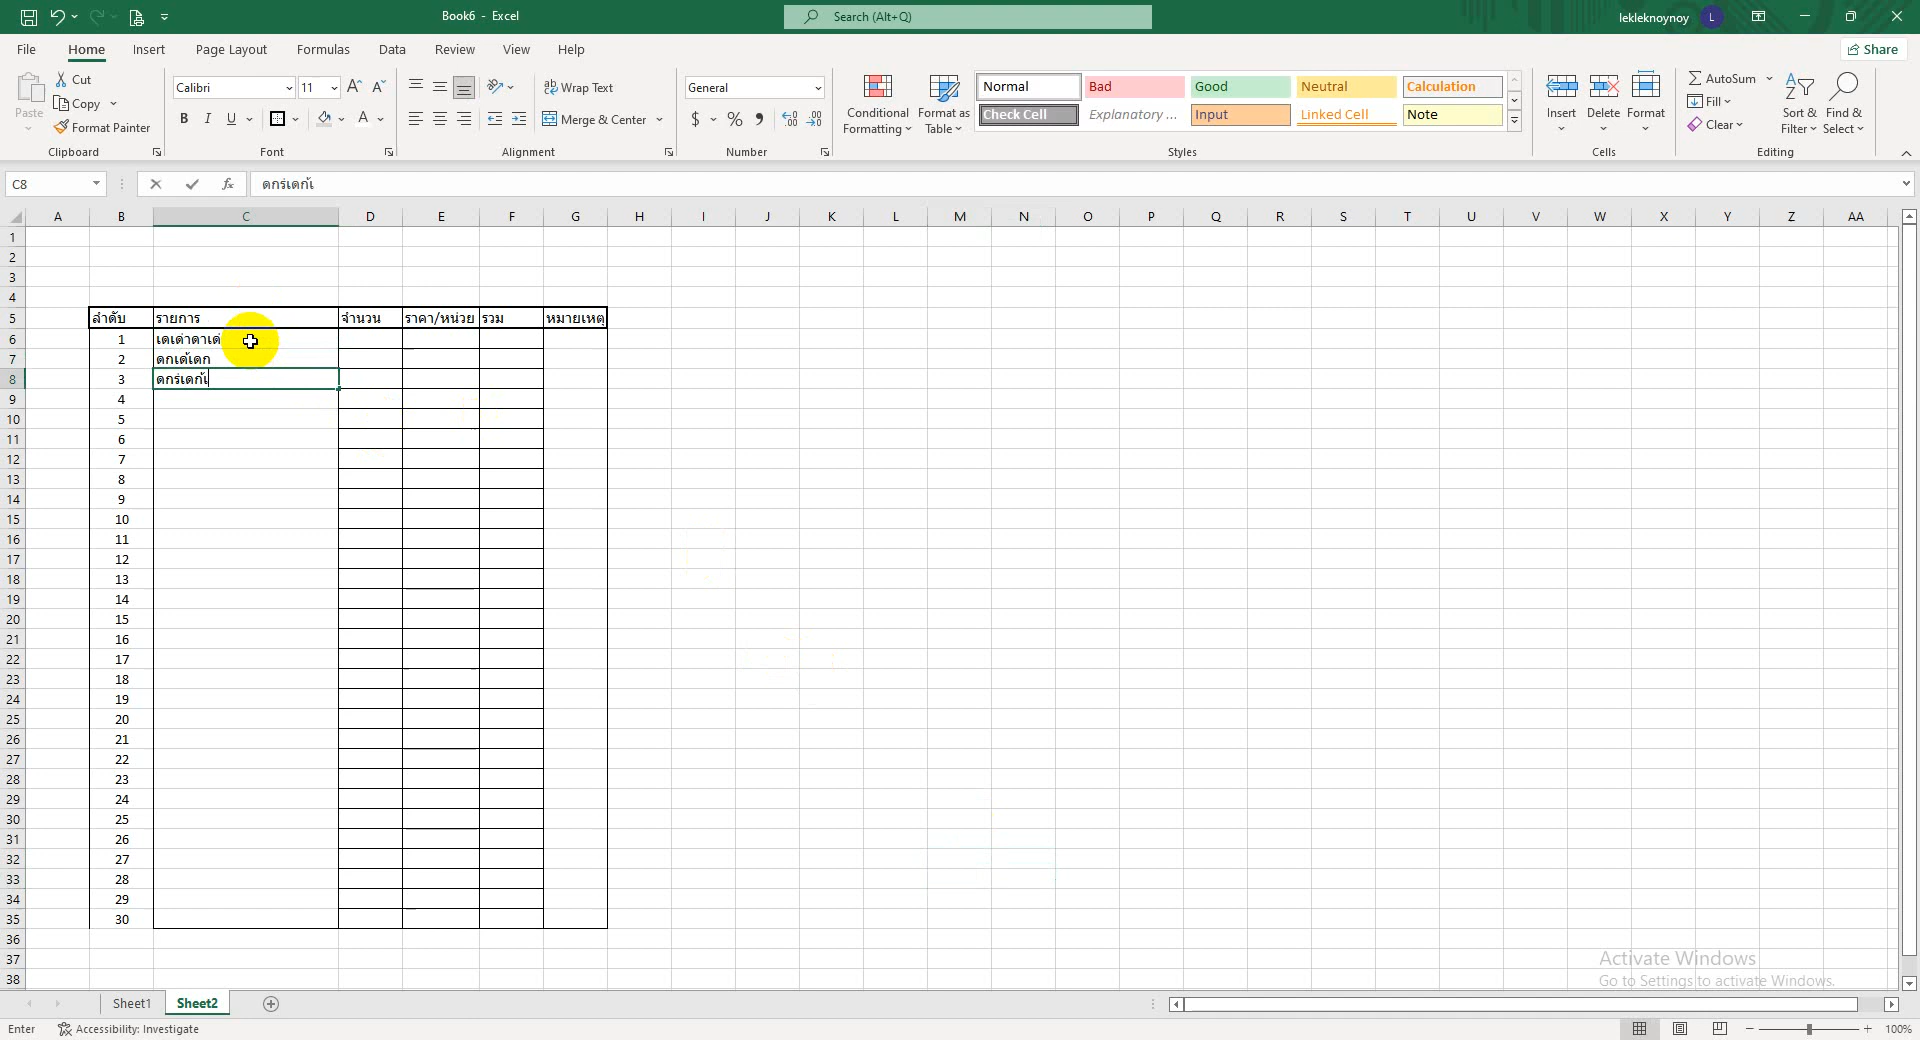 Book6 - Excel
Search (Alt+Q)
lekleknoynoy
L
File Home Insert Page Layout Formulas Data Review View Help
Share
Paste
Cut
Copy
Format Painter
Clipboard
Calibri 11
B I U
Font
Wrap Text
Merge & Center
Alignment
General
$ % ,
Number
Conditional Formatting
Format as Table
Normal Bad Good Neutral Calculation
Check Cell Explanatory ... Input Linked Cell Note
Styles
Insert Delete Format
Cells
AutoSum
Fill
Clear
Sort & Filter
Find & Select
Editing
C8
fx
ดกร่เดก้เ
A B C D E F G H I J K L M N O P Q R S T U V W X Y Z AA
1
2
3
4
5 ลำดับ รายการ จำนวน ราคา/หน่วย รวม หมายเหตุ
6 1 เดเด่าดาเด่
7 2 ดกเด้เดก
8 3 ดกร่เดก้เ
9 4
10 5
11 6
12 7
13 8
14 9
15 10
16 11
17 12
18 13
19 14
20 15
21 16
22 17
23 18
24 19
25 20
26 21
27 22
28 23
29 24
30 25
31 26
32 27
33 28
34 29
35 30
36
37
38
Activate Windows
Go to Settings to activate Windows.
Sheet1 Sheet2
Enter
Accessibility: Investigate
100%